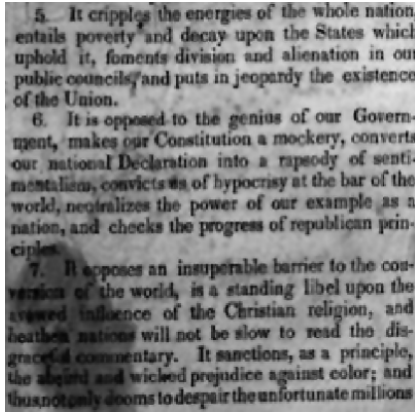 5. It cripples the energies of the whole nation
entails poverty and decay upon the States which
uphold it, foments division and alienation in our
public councils, and puts in jeopardy the existence
of the Union.
6. It is opposed to the genius of our Govern-
ment, makes our Constitution a mockery, converts
our national Declaration into a rapsody of senti-
mentalism, convicts us of hypocrisy at the bar of the
world, neutralizes the power of our example as a
nation, and checks the progress of republican prin-
ciples.
7. It opposes an insuperable barrier to the con-
version of the world, is a standing libel upon the
avowed influence of the Christian religion, and
heathen nations will not be slow to read the dis-
graceful commentary. It sanctions, as a principle,
the absurd and wicked prejudice against color; and
thus not only dooms to despair the unfortunate millions